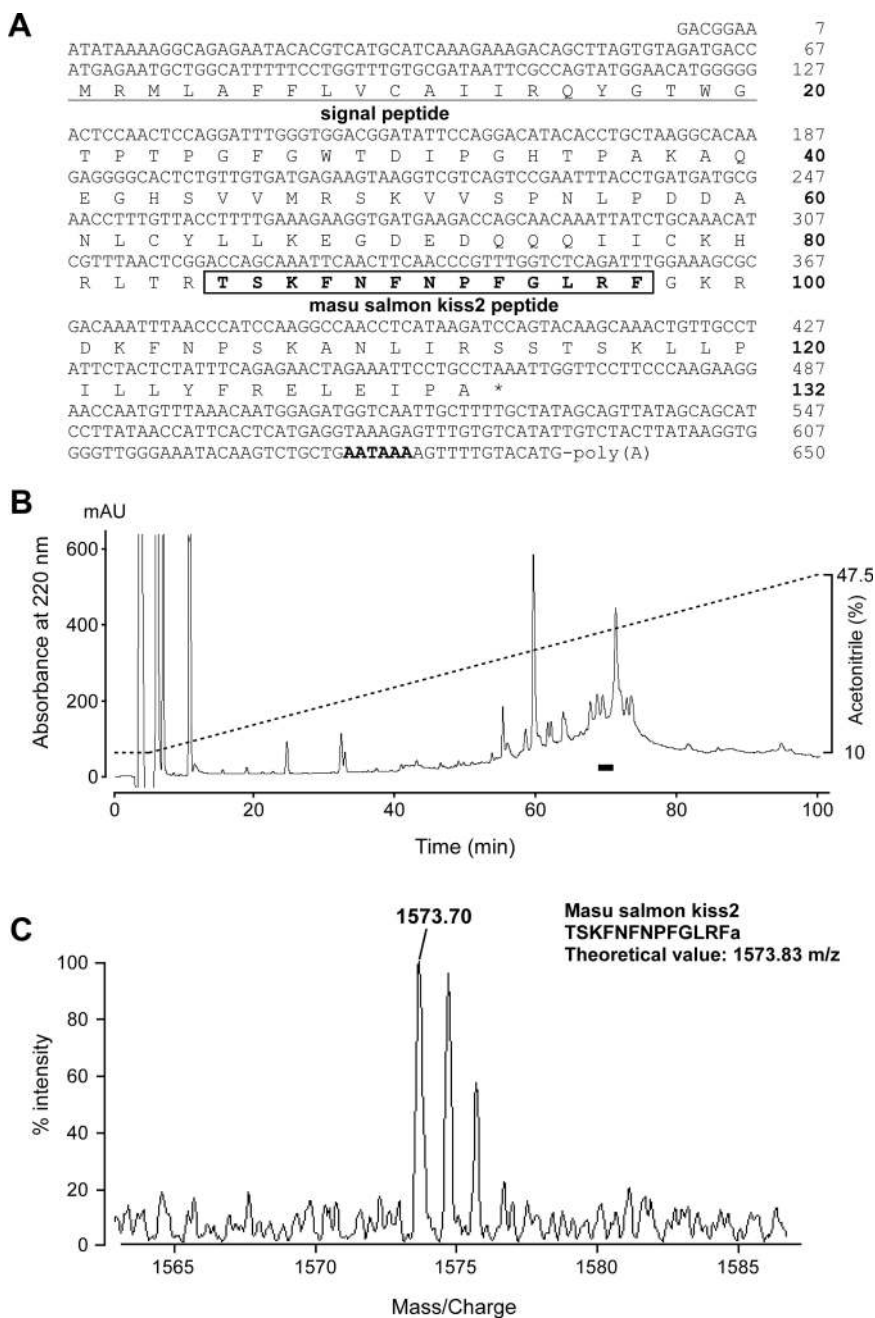 A
GACGGAA 7
ATATAAAAGGCAGAGAATACACGTCATGCATCAAAGAAAGACAGCTTAGTGTAGATGACC 67
ATGAGAATGCTGGCATTTTTCCTGGTTTGTGCGATAATTCGCCAGTATGGAACATGGGGG 127
M R M L A F F L V C A I I R Q Y G T W G 20
signal peptide
ACTCCAACTCCAGGATTTGGGTGGACGGATATTCCAGGACATACACCTGCTAAGGCACAA 187
T P T P G F G W T D I P G H T P A K A Q 40
GAGGGGCACTCTGTTGTGATGAGAAGTAAGGTCGTCAGTCCGAATTTACCTGATGATGCG 247
E G H S V V M R S K V V S P N L P D D A 60
AACCTTTGTTACCTTTTGAAAGAAGGTGATGAAGACCAGCAACAAATTATCTGCAAACAT 307
N L C Y L L K E G D E D Q Q Q I I C K H 80
CGTTTAACTCGGACCAGCAAATTCAACTTCAACCCGTTTGGTCTCAGATTTGGAAAGCGC 367
R L T R T S K F N F N P F G L R F G K R 100
masu salmon kiss2 peptide
GACAAATTTAACCCATCCAAGGCCAACCTCATAAGATCCAGTACAAGCAAACTGTTGCCT 427
D K F N P S K A N L I R S S T S K L L P 120
ATTCTACTCTATTTCAGAGAACTAGAAATTCCTGCCTAAATTGGTTCCTTCCCAAGAAGG 487
I L L Y F R E L E I P A * 132
AACCAATGTTTAAACAATGGAGATGGTCAATTGCTTTTGCTATAGCAGTTATAGCAGCAT 547
CCTTATAACCATTCACTCATGAGGTAAAGAGTTTGTGTCATATTGTCTACTTATAAGGTG 607
GGGTTGGGAAATACAAGTCTGCTGAATAAAAGTTTTGTACATG-poly(A) 650
B
mAU
Absorbance at 220 nm
600
400
200
0
0 20 40 60 80 100
Time (min)
47.5
10
Acetonitrile (%)
C
1573.70
Masu salmon kiss2
TSKFNFNPFGLRFa
Theoretical value: 1573.83 m/z
% intensity
100
80
60
40
20
0
1565 1570 1575 1580 1585
Mass/Charge